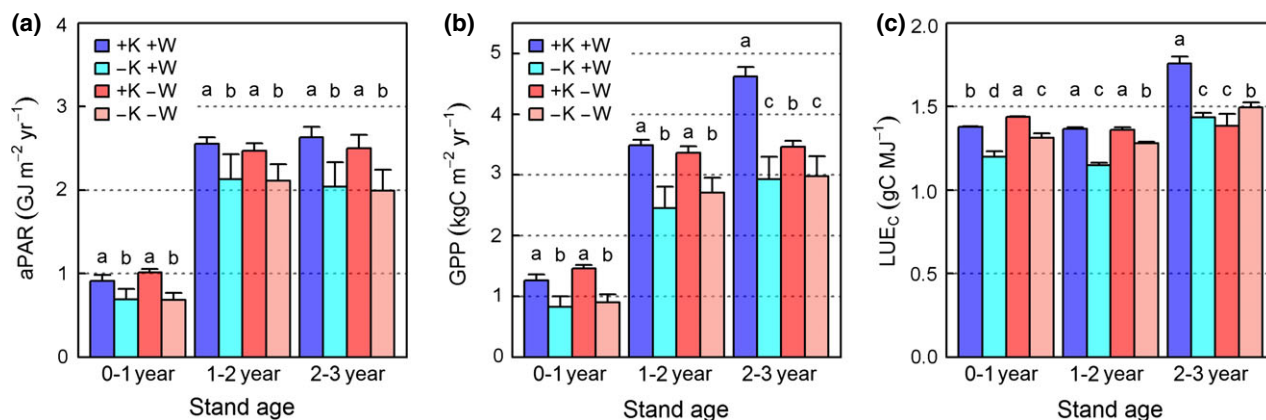 (a)
aPAR (GJ m⁻² yr⁻¹)
4
3
2
1
0
+K +W
−K +W
+K −W
−K −W
a b a b
a b a b
a b a b
0-1 year 1-2 year 2-3 year
Stand age
(b)
GPP (kgC m⁻² yr⁻¹)
5
4
3
2
1
0
+K +W
−K +W
+K −W
−K −W
a b a b
a b a b
a c b c
0-1 year 1-2 year 2-3 year
Stand age
(c)
LUE_C (gC MJ⁻¹)
2.0
1.5
1.0
0.5
0.0
b d a c
a c a b
a c c b
0-1 year 1-2 year 2-3 year
Stand age